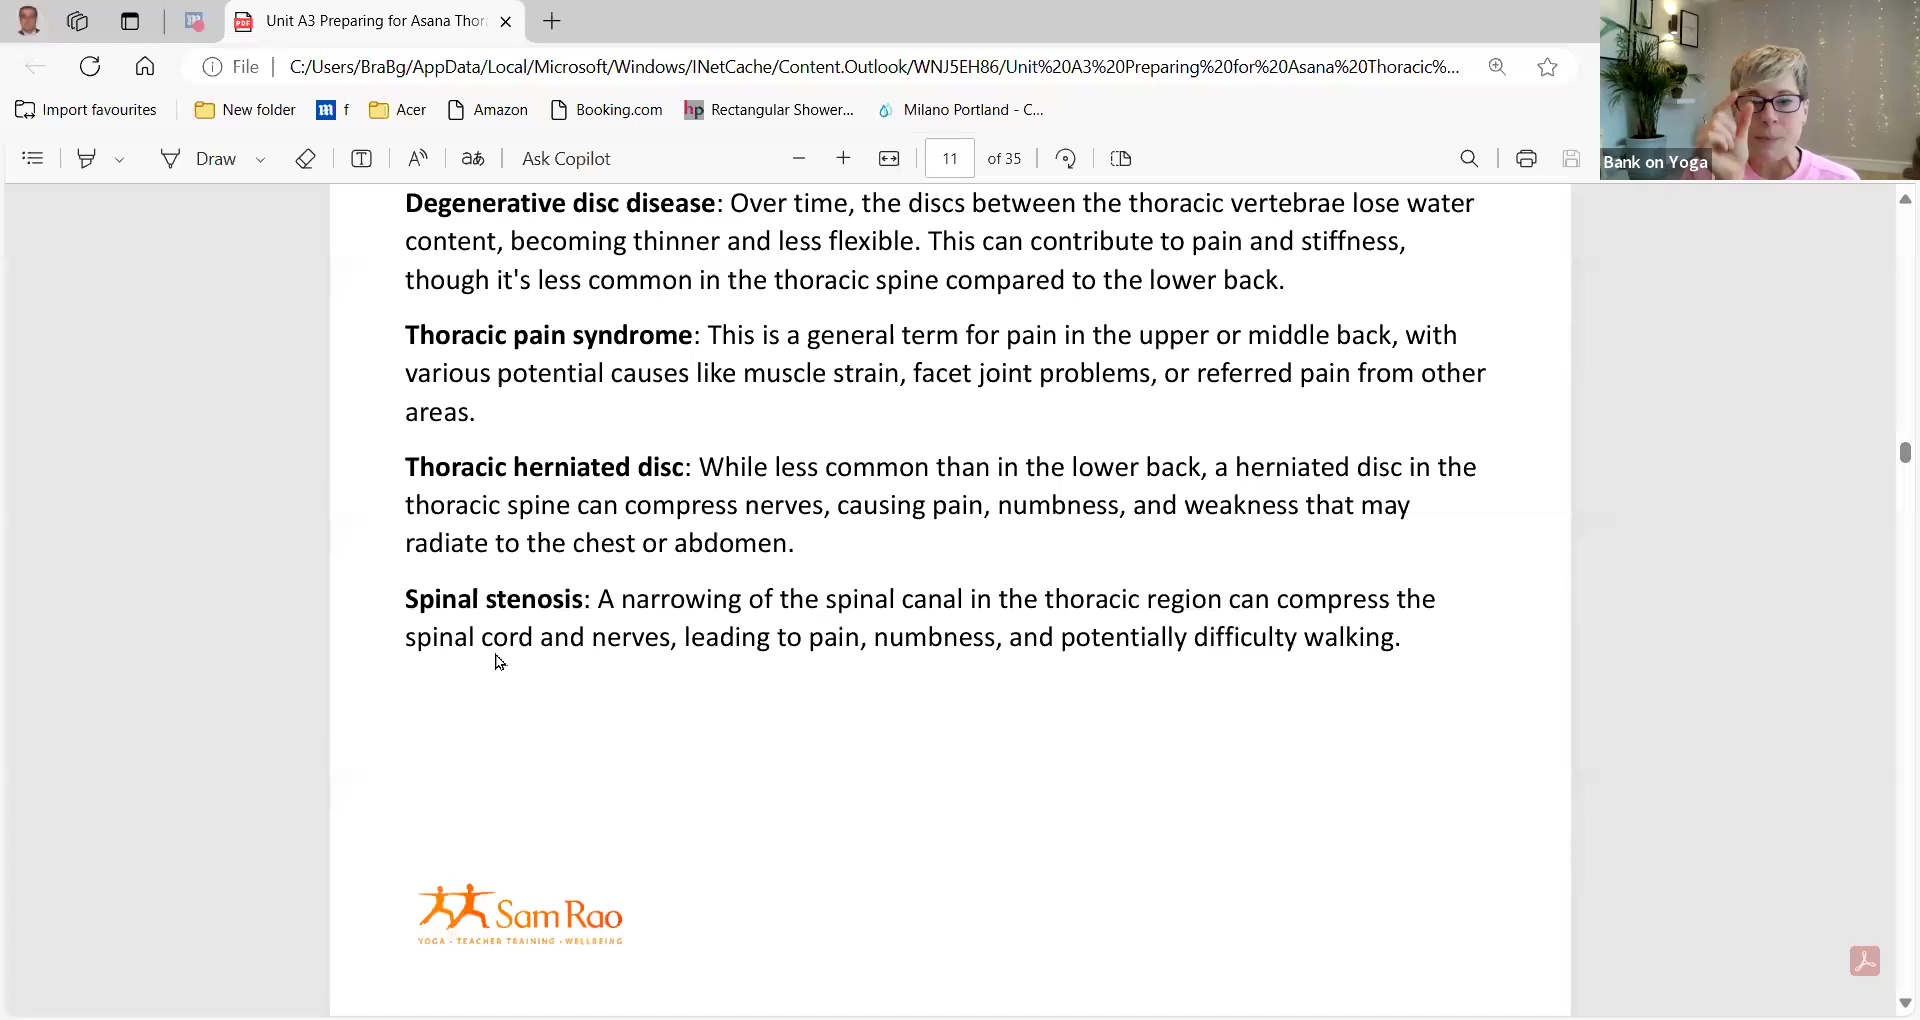 Unit A3 Preparing for Asana Thor
File
C:/Users/BraBg/AppData/Local/Microsoft/Windows/INetCache/Content.Outlook/WNJ5EH86/Unit%20A3%20Preparing%20for%20Asana%20Thoracic%...
Import favourites New folder f Acer Amazon Booking.com hp Rectangular Shower... Milano Portland - C...
Draw aあ Ask Copilot 11 of 35
Bank on Yoga
Degenerative disc disease: Over time, the discs between the thoracic vertebrae lose water
content, becoming thinner and less flexible. This can contribute to pain and stiffness,
though it's less common in the thoracic spine compared to the lower back.
Thoracic pain syndrome: This is a general term for pain in the upper or middle back, with
various potential causes like muscle strain, facet joint problems, or referred pain from other
areas.
Thoracic herniated disc: While less common than in the lower back, a herniated disc in the
thoracic spine can compress nerves, causing pain, numbness, and weakness that may
radiate to the chest or abdomen.
Spinal stenosis: A narrowing of the spinal canal in the thoracic region can compress the
spinal cord and nerves, leading to pain, numbness, and potentially difficulty walking.
Sam Rao
YOGA • TEACHER TRAINING • WELLBEING